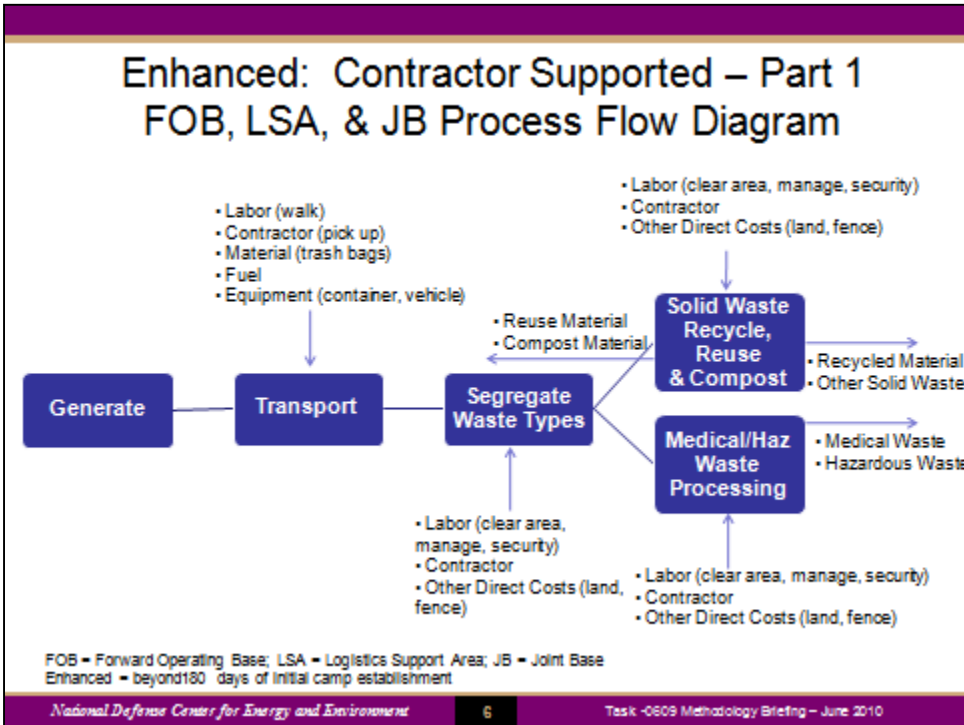 Enhanced:  Contractor Supported – Part 1
FOB, LSA, & JB Process Flow Diagram
• Labor (walk)
• Contractor (pick up)
• Material (trash bags)
• Fuel
• Equipment (container, vehicle)
• Labor (clear area, manage, security)
• Contractor
• Other Direct Costs (land, fence)
• Reuse Material
• Compost Material
Generate
Transport
Segregate
Waste Types
Solid Waste
Recycle,
Reuse
& Compost
• Recycled Material
• Other Solid Waste
Medical/Haz
Waste
Processing
• Medical Waste
• Hazardous Waste
• Labor (clear area,
manage, security)
• Contractor
• Other Direct Costs (land,
fence)
• Labor (clear area, manage, security)
• Contractor
• Other Direct Costs (land, fence)
FOB = Forward Operating Base;  LSA = Logistics Support Area; JB = Joint Base
Enhanced = beyond180 days of initial camp establishment
National Defense Center for Energy and Environment
6
Task -0609 Methodology Briefing – June 2010